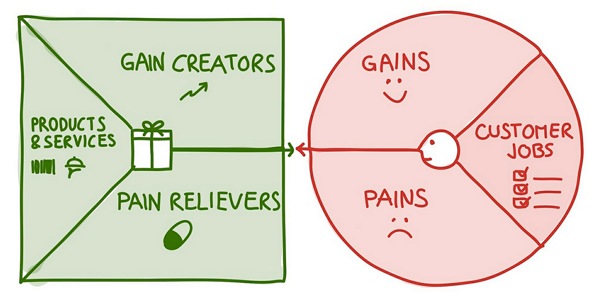 GAIN CREATORS
PRODUCTS
& SERVICES
PAIN RELIEVERS
GAINS
CUSTOMER
JOBS
PAINS